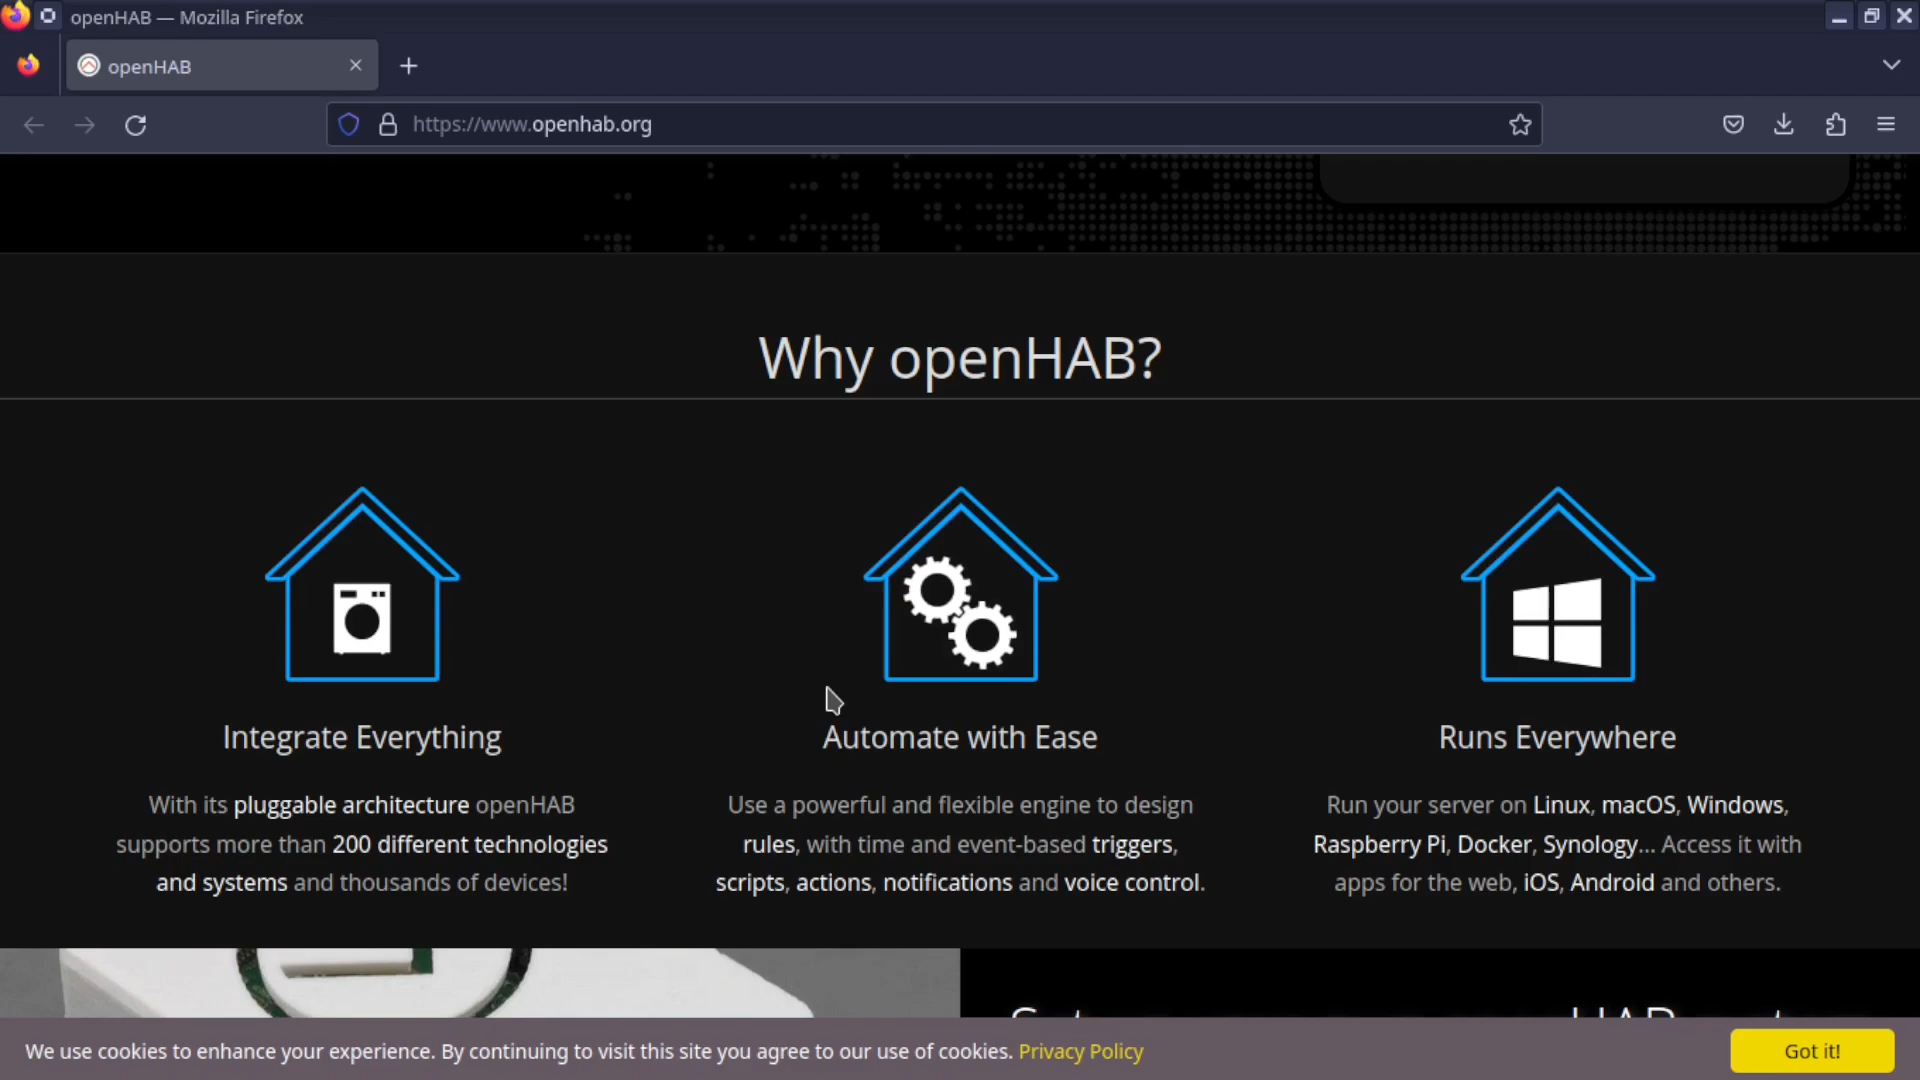 openHAB — Mozilla Firefox
openHAB
https://www.openhab.org
Why openHAB?
Integrate Everything
With its pluggable architecture openHAB
supports more than 200 different technologies
and systems and thousands of devices!
Automate with Ease
Use a powerful and flexible engine to design
rules, with time and event-based triggers,
scripts, actions, notifications and voice control.
Runs Everywhere
Run your server on Linux, macOS, Windows,
Raspberry Pi, Docker, Synology... Access it with
apps for the web, iOS, Android and others.
We use cookies to enhance your experience. By continuing to visit this site you agree to our use of cookies. Privacy Policy
Got it!